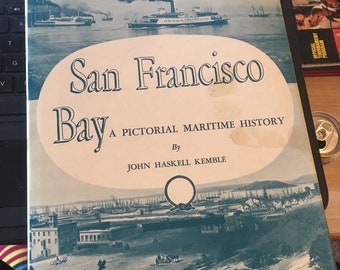 San Francisco
Bay A PICTORIAL MARITIME HISTORY
By
JOHN HASKELL KEMBLE